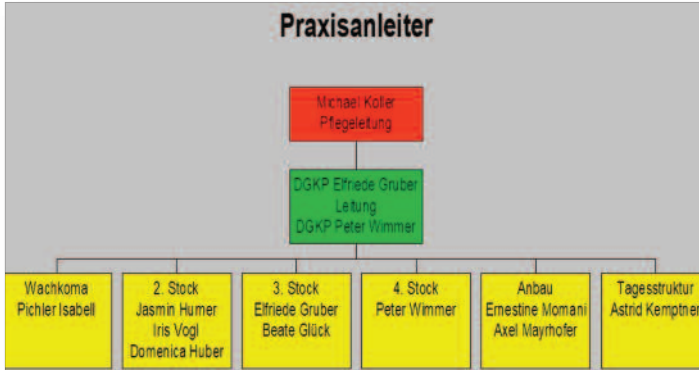 Praxisanleiter
Michael Koller
Pflegeleitung
DGKP Elfriede Gruber
Leitung
DGKP Peter Wimmer
Wachkoma
Pichler Isabell
2. Stock
Jasmin Humer
Iris Vogl
Domenica Huber
3. Stock
Elfriede Gruber
Beate Glück
4. Stock
Peter Wimmer
Anbau
Ernestine Momani
Axel Mayrhofer
Tagesstruktur
Astrid Kemptner